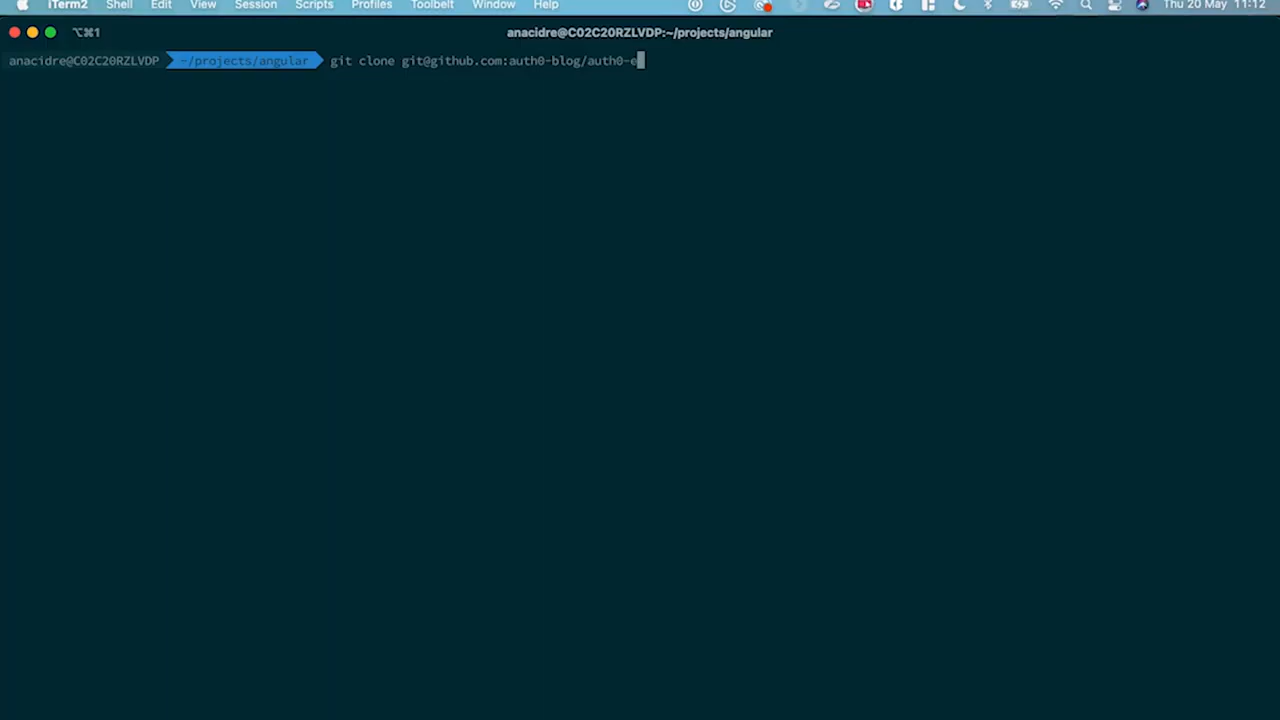 iTerm2 Shell Edit View Session Scripts Profiles Toolbelt Window Help Thu 20 May 11:12
⌥⌘1 anacidre@C02C20RZLVDP:~/projects/angular
anacidre@C02C20RZLVDP ~/projects/angular git clone git@github.com:auth0-blog/auth0-e